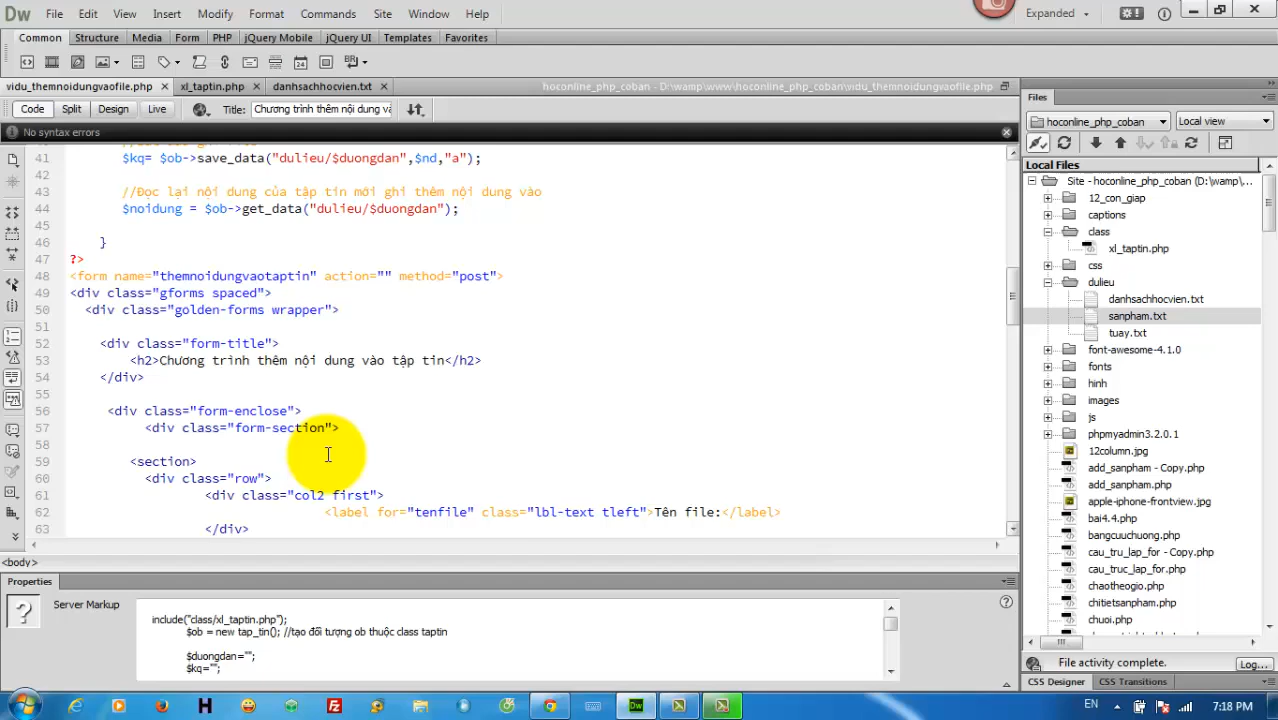 Dw File Edit View Insert Modify Format Commands Site Window Help Expanded
Common Structure Media Form PHP jQuery Mobile jQuery UI Templates Favorites
vidu_themnoidungvaofile.php xl_taptin.php danhsachhocvien.txt hoconline_php_coban - D:\wamp\www\hoconline_php_coban\vidu_themnoidungvaofile.php
Code Split Design Live Title: Chương trình thêm nội dung và
No syntax errors
41 $kq= $ob->save_data("dulieu/$duongdan",$nd,"a");
42
43 //Đọc lại nội dung của tập tin mới ghi thêm nội dung vào
44 $noidung = $ob->get_data("dulieu/$duongdan");
45
46 }
47 ?>
48 <form name="themnoidungvaotaptin" action="" method="post">
49 <div class="gforms spaced">
50 <div class="golden-forms wrapper">
51
52 <div class="form-title">
53 <h2>Chương trình thêm nội dung vào tập tin</h2>
54 </div>
55
56 <div class="form-enclose">
57 <div class="form-section">
58
59 <section>
60 <div class="row">
61 <div class="col2 first">
62 <label for="tenfile" class="lbl-text tleft">Tên file:</label>
63 </div>
<body>
Properties
? Server Markup
include("class/xl_taptin.php");
$ob = new tap_tin(); //tạo đối tượng ob thuộc class taptin
$duongdan="";
$kq="";
Files
hoconline_php_coban Local view
Local Files
Site - hoconline_php_coban (D:\wamp\...
12_con_giap
captions
class
xl_taptin.php
css
dulieu
danhsachhocvien.txt
sanpham.txt
tuay.txt
font-awesome-4.1.0
fonts
hinh
images
js
phpmyadmin3.2.0.1
12column.jpg
add_sanpham - Copy.php
add_sanpham.php
apple-iphone-frontview.jpg
bai4.4.php
bangcuuchuong.php
cau_tru_lap_for - Copy.php
cau_truc_lap_for.php
chaotheogio.php
chitietsanpham.php
chuoi.php
File activity complete. Log...
CSS Designer CSS Transitions
EN 7:18 PM